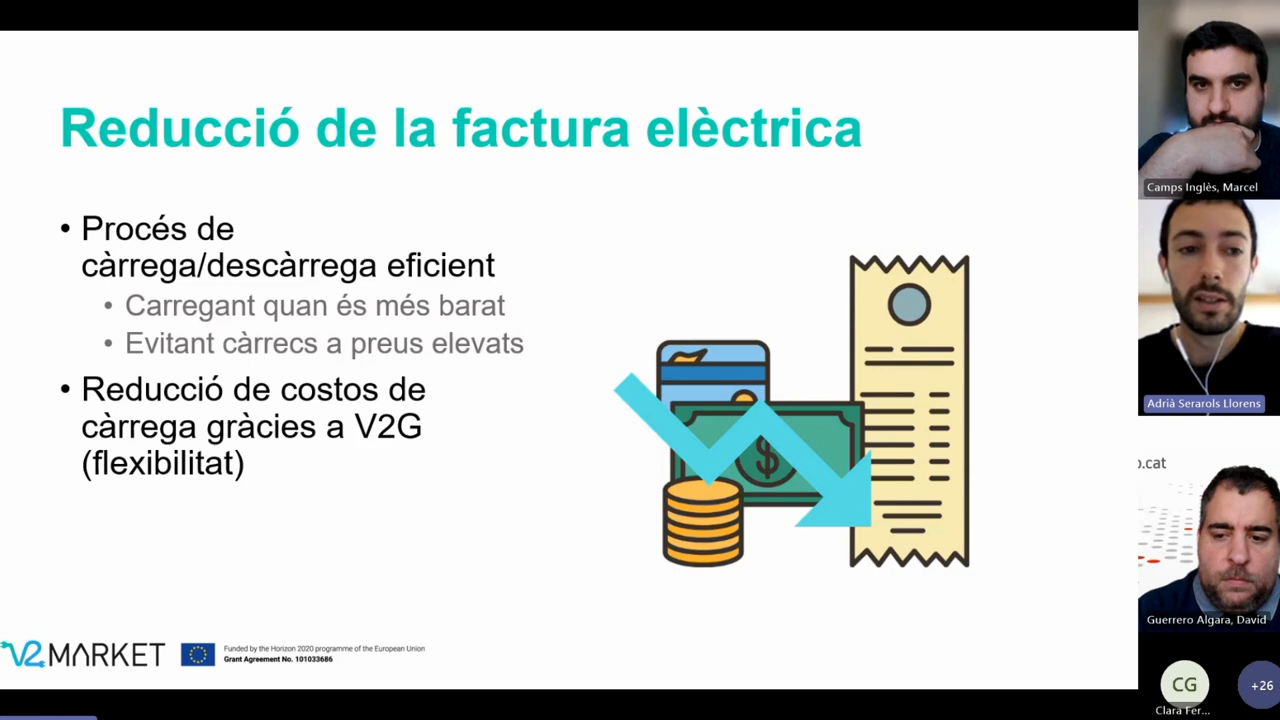 Reducció de la factura elèctrica
• Procés de
càrrega/descàrrega eficient
• Carregant quan és més barat
• Evitant càrrecs a preus elevats
• Reducció de costos de
càrrega gràcies a V2G
(flexibilitat)
$
V2MARKET
Funded by the Horizon 2020 programme of the European Union
Grant Agreement No. 101033686
Camps Inglès, Marcel
Adrià Serarols Llorens
o.cat
Guerrero Algara, David
CG
Clara Fer...
+26